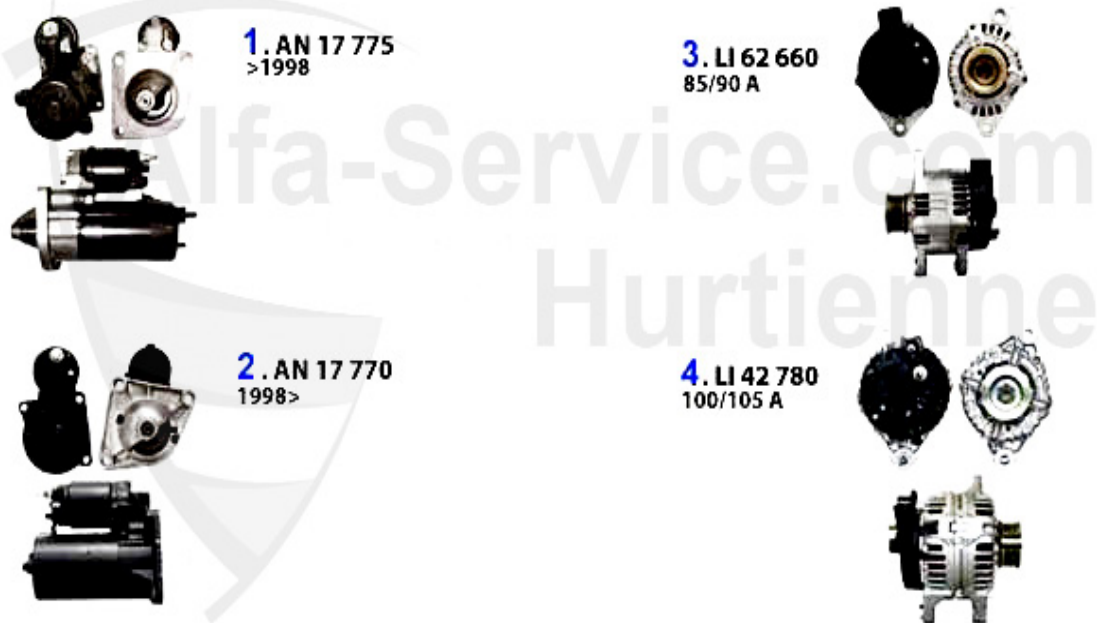 1. AN 17 775
>1998
3. LI 62 660
85/90 A
Alfa-Service.com
Hurtienne
2. AN 17 770
1998>
4. LI 42 780
100/105 A